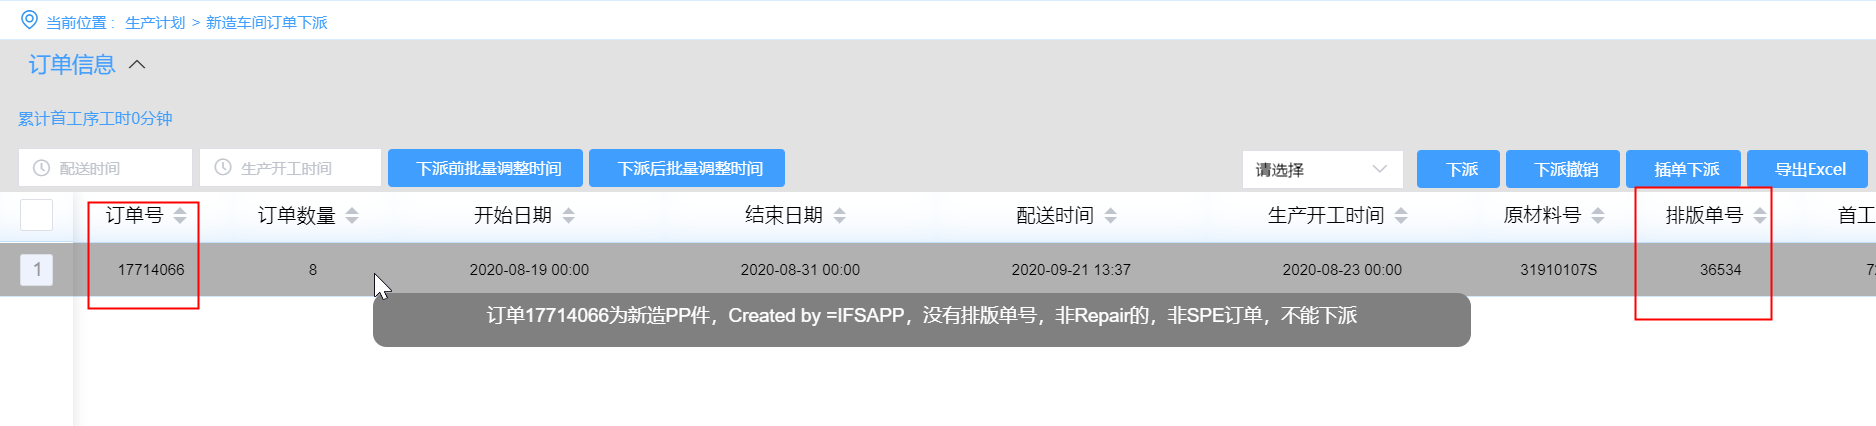 当前位置： 生产计划 > 新造车间订单下派
订单信息
累计首工序工时0分钟
配送时间 生产开工时间 下派前批量调整时间 下派后批量调整时间 请选择 下派 下派撤销 插单下派 导出Excel
订单号 订单数量 开始日期 结束日期 配送时间 生产开工时间 原材料号 排版单号 首工
1 17714066 8 2020-08-19 00:00 2020-08-31 00:00 2020-09-21 13:37 2020-08-23 00:00 31910107S 36534
订单17714066为新造PP件，Created by =IFSAPP，没有排版单号，非Repair的，非SPE订单，不能下派